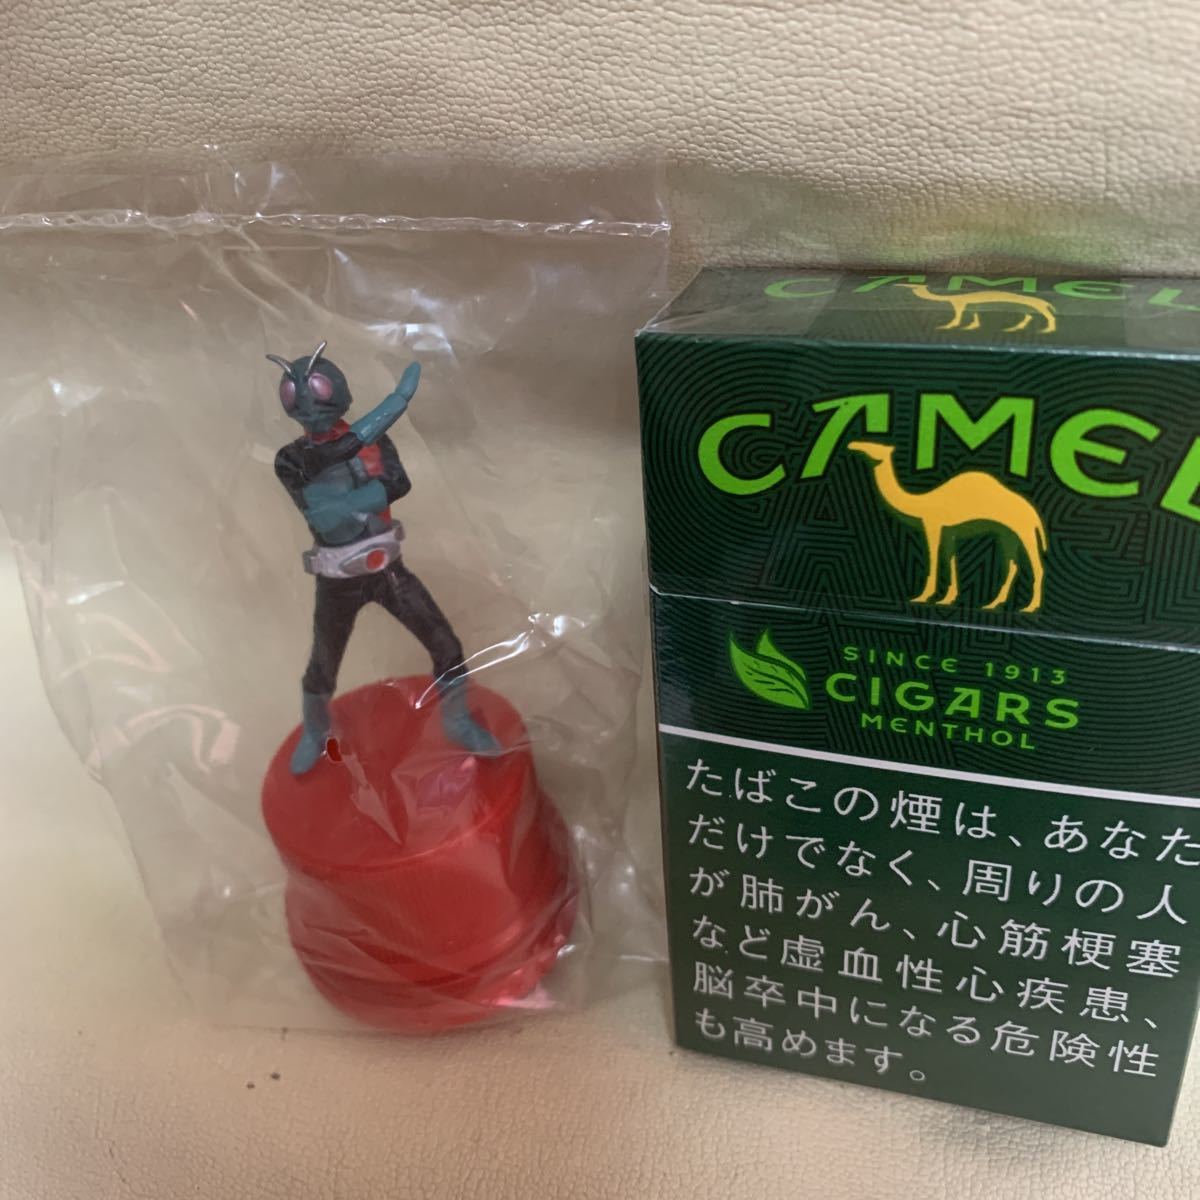 CAMEL
CAMEL
SINCE 1913
CIGARS
MENTHOL
たばこの煙は、あなた
だけでなく、周りの人
が肺がん、心筋梗塞
など虚血性心疾患、
脳卒中になる危険性
も高めます。